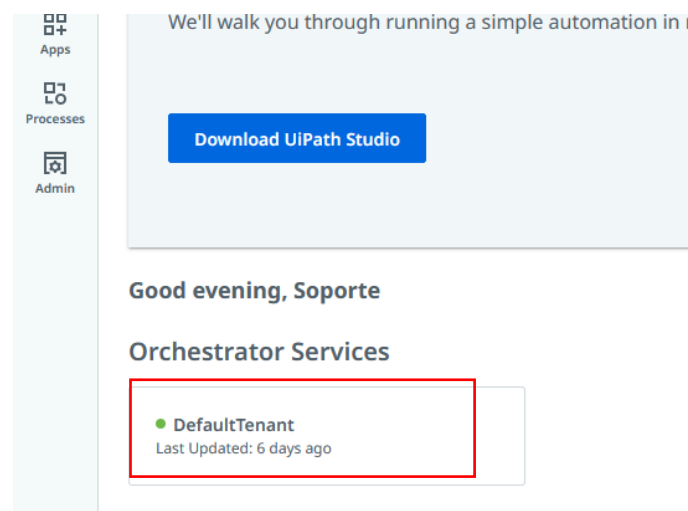 Apps
Processes
Admin
We'll walk you through running a simple automation in
Download UiPath Studio
Good evening, Soporte
Orchestrator Services
DefaultTenant
Last Updated: 6 days ago